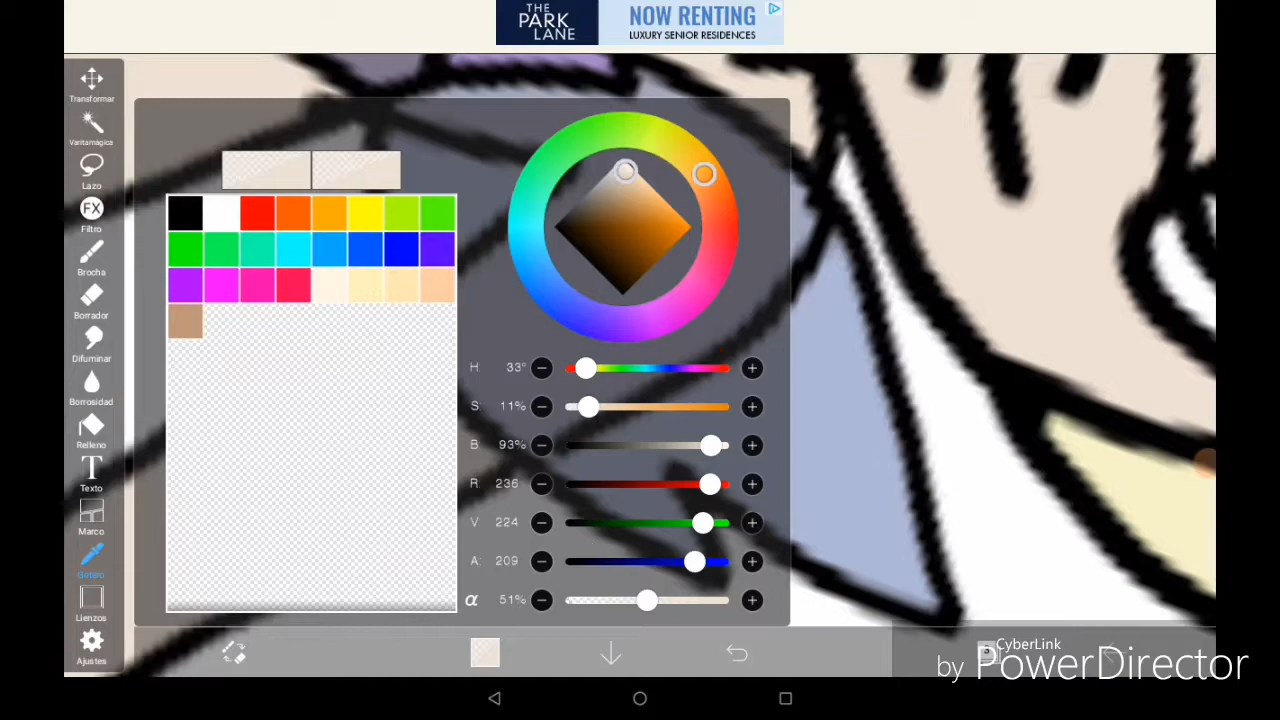 THE
PARK
LANE
NOW RENTING
LUXURY SENIOR RESIDENCES
Transformar
Varitamágica
Lazo
FX
Filtro
Brocha
Borrador
Difuminar
Borrosidad
Relleno
T
Texto
Marco
Gotero
Lienzos
Ajustes
H: 33°
S: 11%
B: 93%
R: 236
V: 224
A: 209
α 51%
CyberLink
by PowerDirector